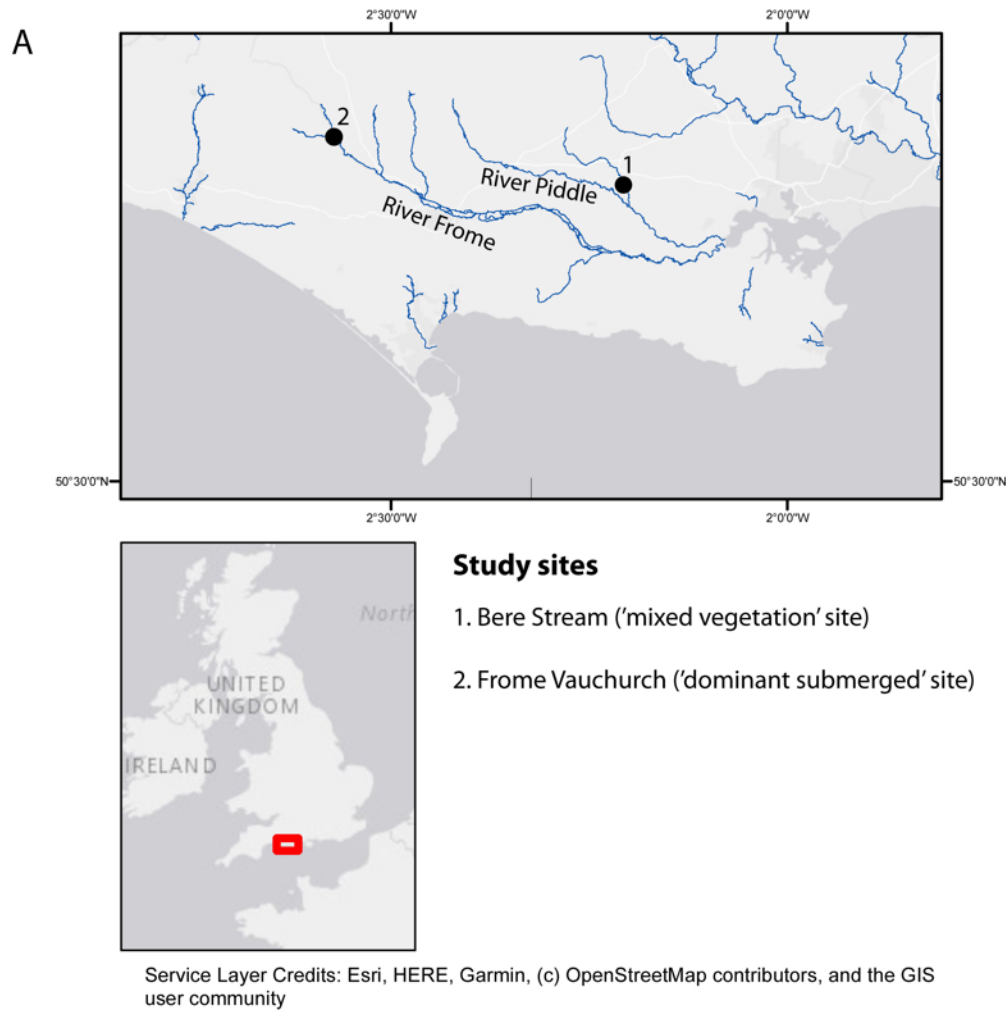 A
2°30'0"W
2°0'0"W
2
1
River Piddle
River Frome
50°30'0"N
50°30'0"N
2°30'0"W
2°0'0"W
North
UNITED
KINGDOM
IRELAND
Study sites
1. Bere Stream ('mixed vegetation' site)
2. Frome Vauchurch ('dominant submerged' site)
Service Layer Credits: Esri, HERE, Garmin, (c) OpenStreetMap contributors, and the GIS
user community